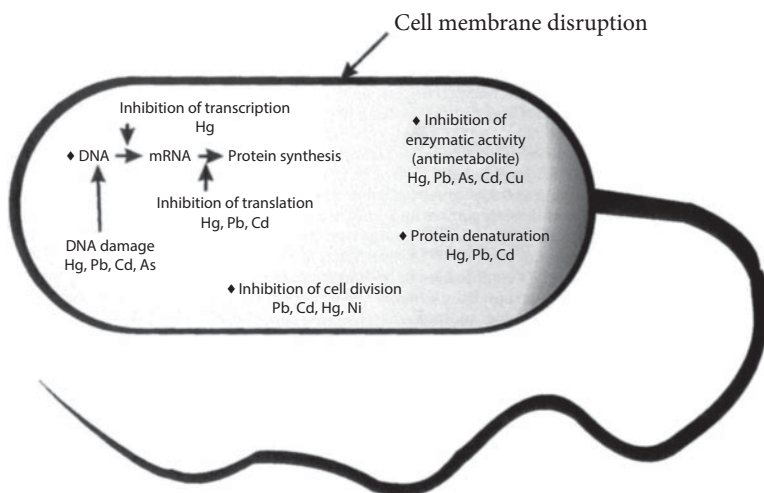 Cell membrane disruption
Inhibition of transcription
Hg
♦ DNA → mRNA → Protein synthesis
Inhibition of translation
Hg, Pb, Cd
DNA damage
Hg, Pb, Cd, As
♦ Inhibition of
enzymatic activity
(antimetabolite)
Hg, Pb, As, Cd, Cu
♦ Protein denaturation
Hg, Pb, Cd
♦ Inhibition of cell division
Pb, Cd, Hg, Ni